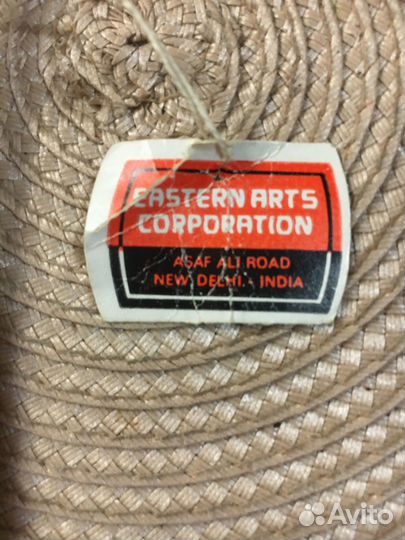 EASTERN ARTS
CORPORATION
ASAF ALI ROAD
NEW DELHI. - INDIA
Avito